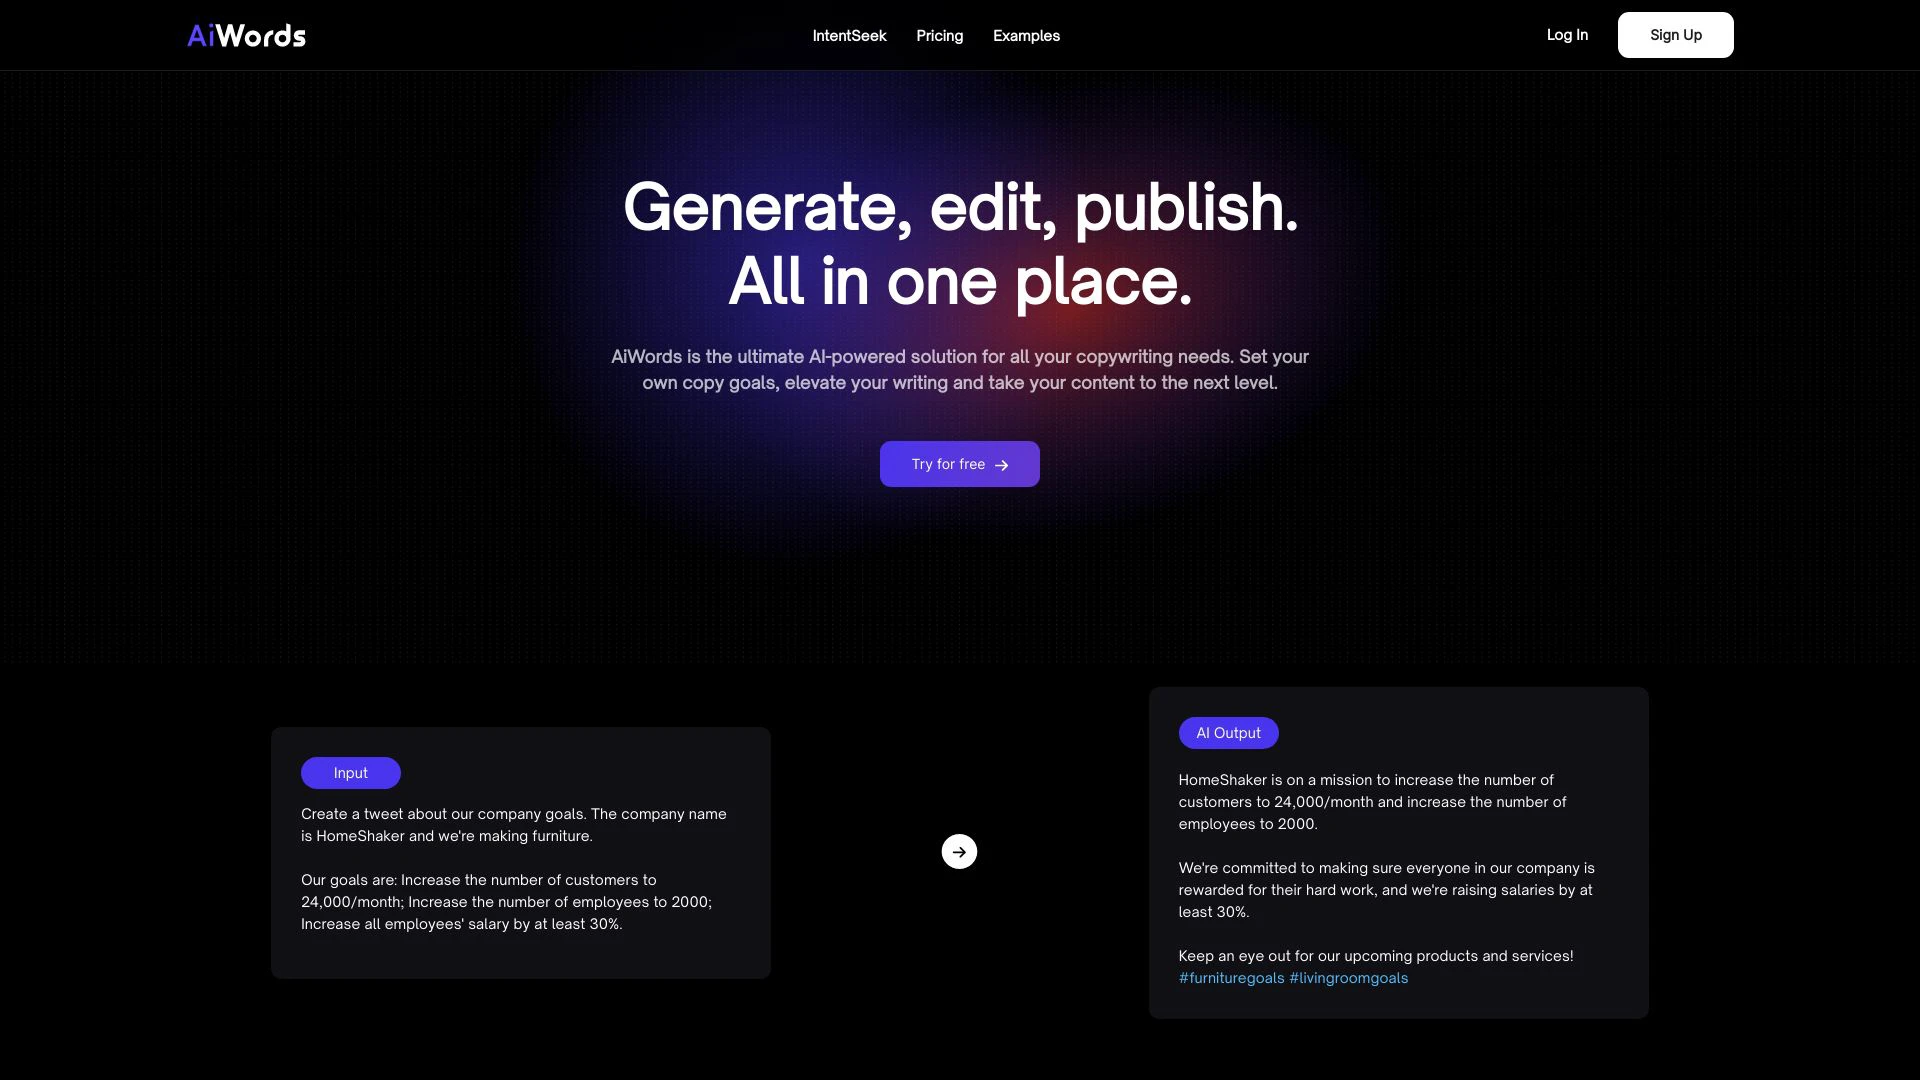 AiWords
IntentSeek
Pricing
Examples
Log In
Sign Up
Generate, edit, publish.
All in one place.
AiWords is the ultimate AI-powered solution for all your copywriting needs. Set your
own copy goals, elevate your writing and take your content to the next level.
Try for free
Input
Create a tweet about our company goals. The company name
is HomeShaker and we're making furniture.
Our goals are: Increase the number of customers to
24,000/month; Increase the number of employees to 2000;
Increase all employees' salary by at least 30%.
AI Output
HomeShaker is on a mission to increase the number of
customers to 24,000/month and increase the number of
employees to 2000.
We're committed to making sure everyone in our company is
rewarded for their hard work, and we're raising salaries by at
least 30%.
Keep an eye out for our upcoming products and services!
#furnituregoals #livingroomgoals